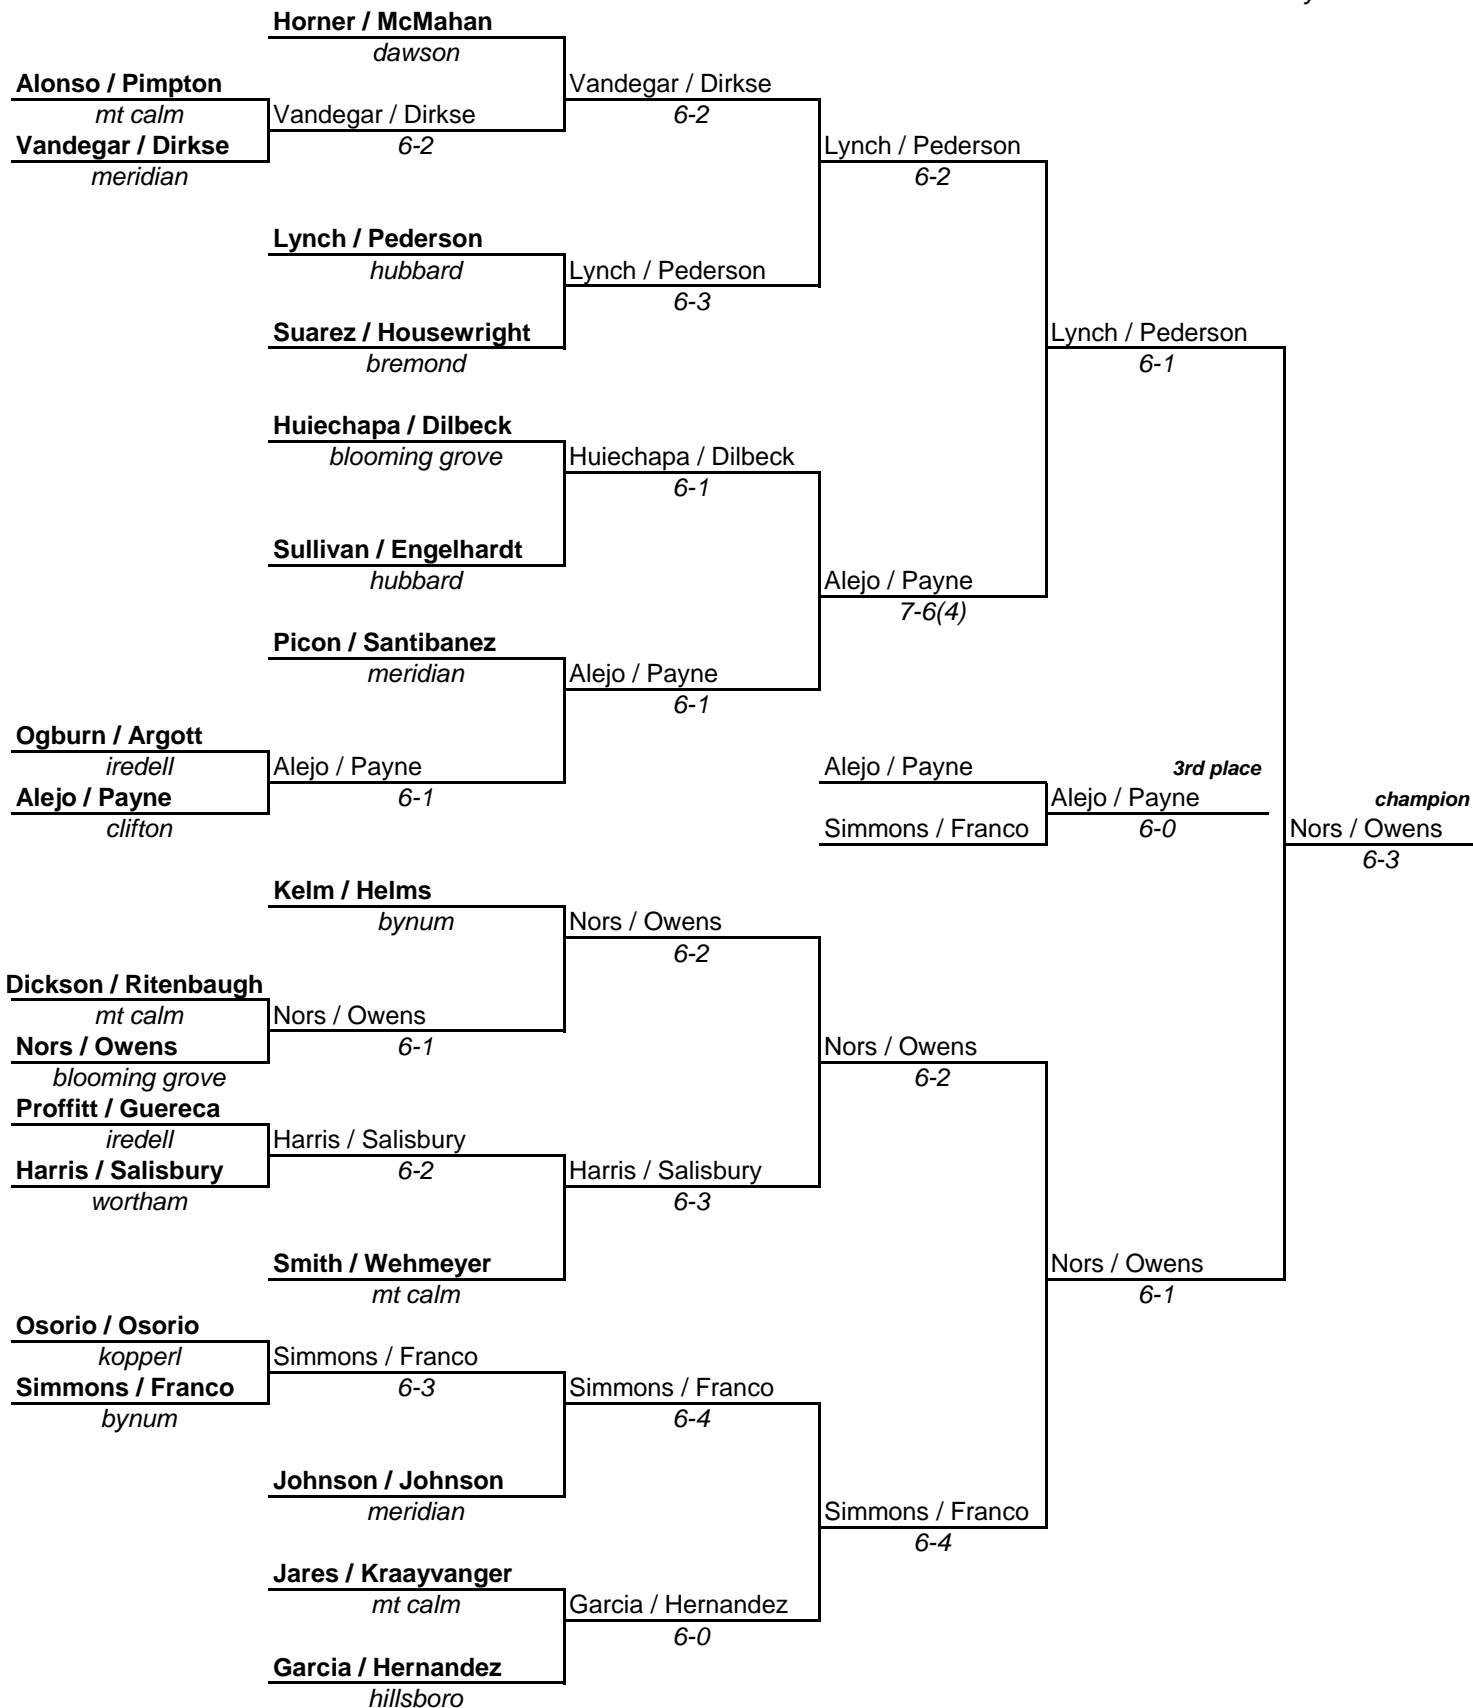 Horner / McMahan
dawson
Alonso / Pimpton
mt calm
Vandegar / Dirkse
meridian
Vandegar / Dirkse
6-2
Vandegar / Dirkse
6-2
Lynch / Pederson
6-2
Lynch / Pederson
hubbard
Lynch / Pederson
6-3
Suarez / Housewright
bremond
Lynch / Pederson
6-1
Huiechapa / Dilbeck
blooming grove
Huiechapa / Dilbeck
6-1
Sullivan / Engelhardt
hubbard
Alejo / Payne
7-6(4)
Picon / Santibanez
meridian
Alejo / Payne
6-1
Ogburn / Argott
iredell
Alejo / Payne
clifton
Alejo / Payne
6-1
Alejo / Payne
Simmons / Franco
3rd place
Alejo / Payne
6-0
champion
Nors / Owens
6-3
Kelm / Helms
bynum
Nors / Owens
6-2
Dickson / Ritenbaugh
mt calm
Nors / Owens
blooming grove
Nors / Owens
6-1
Nors / Owens
6-2
Proffitt / Guereca
iredell
Harris / Salisbury
wortham
Harris / Salisbury
6-2
Harris / Salisbury
6-3
Smith / Wehmeyer
mt calm
Nors / Owens
6-1
Osorio / Osorio
kopperl
Simmons / Franco
bynum
Simmons / Franco
6-3
Simmons / Franco
6-4
Johnson / Johnson
meridian
Simmons / Franco
6-4
Jares / Kraayvanger
mt calm
Garcia / Hernandez
6-0
Garcia / Hernandez
hillsboro